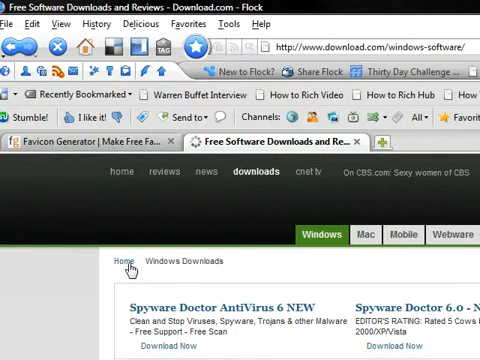 Free Software Downloads and Reviews - Download.com - Flock
Edit View History Delicious Favorites Tools Help
http://www.download.com/windows-software/
New to Flock? Share Flock Thirty Day Challenge ...
Recently Bookmarked Warren Buffet Interview How to Rich Video How to Rich Hub How
Stumble! I like it! Send to Channels: All Favorit
Favicon Generator | Make Free Fa... Free Software Downloads and Re...
home reviews news downloads cnet tv On CBS.com: Sexy women of CBS
Windows Mac Mobile Webware
Home Windows Downloads
Spyware Doctor AntiVirus 6 NEW Spyware Doctor 6.0 - N
Clean and Stop Viruses, Spyware, Trojans & other Malware EDITOR'S RATING: Rated 5 Cows
- Free Support - Free Scan 2000/XP/Vista
Download Now Download Now